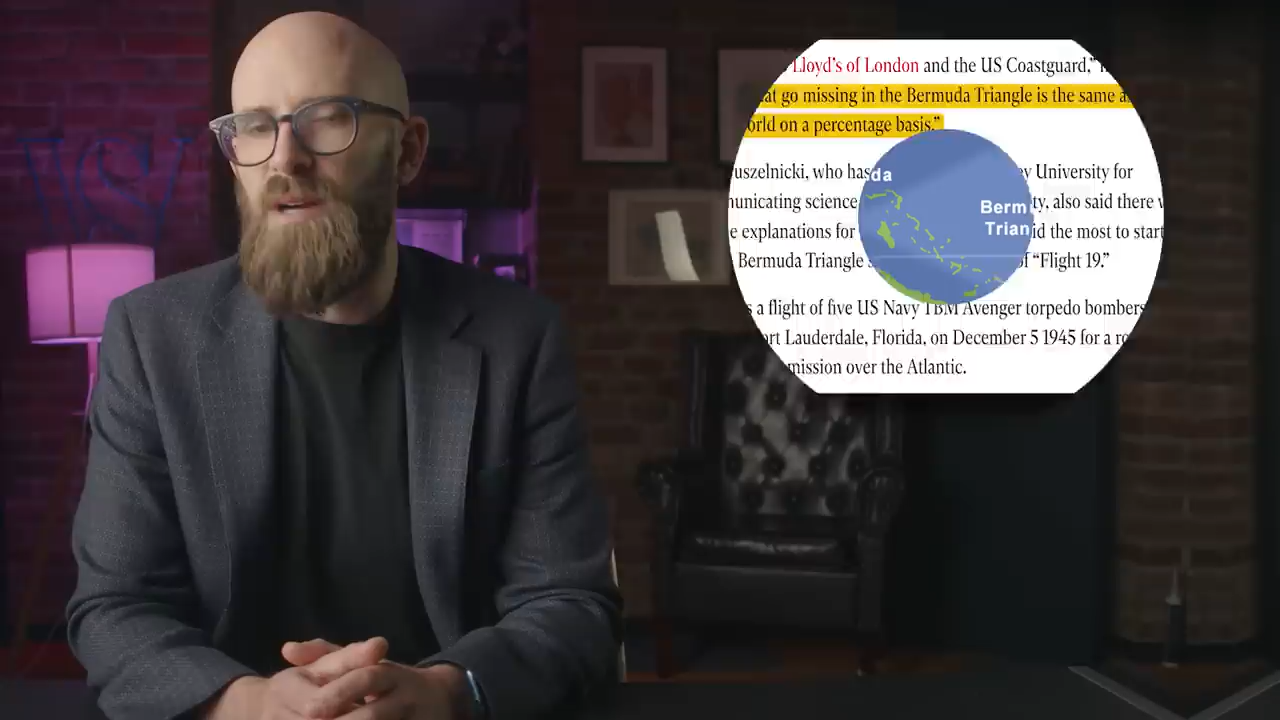 Lloyd's of London and the US Coastguard,"
at go missing in the Bermuda Triangle is the same a
orld on a percentage basis."
uszelnicki, who has ey University for
nunicating science ty, also said there
e explanations for id the most to start
Bermuda Triangle of "Flight 19."
s a flight of five US Navy TBM Avenger torpedo bombers
ort Lauderdale, Florida, on December 5 1945 for a ro
mission over the Atlantic.
da
Berm
Trian